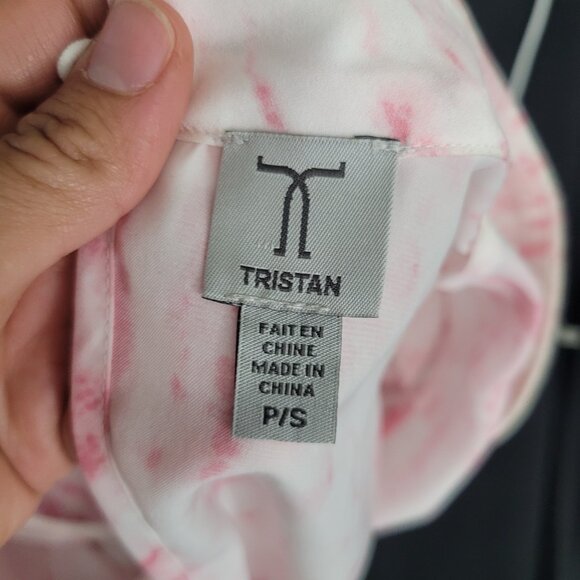 TRISTAN
FAIT EN
CHINE
MADE IN
CHINA
P/S